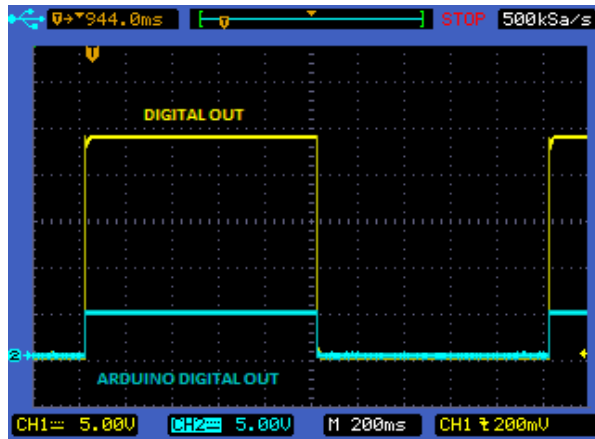 944.0ms STOP 500kSa/s
DIGITAL OUT
2
ARDUINO DIGITAL OUT
CH1 5.00V CH2 5.00V M 200ms CH1 200mV